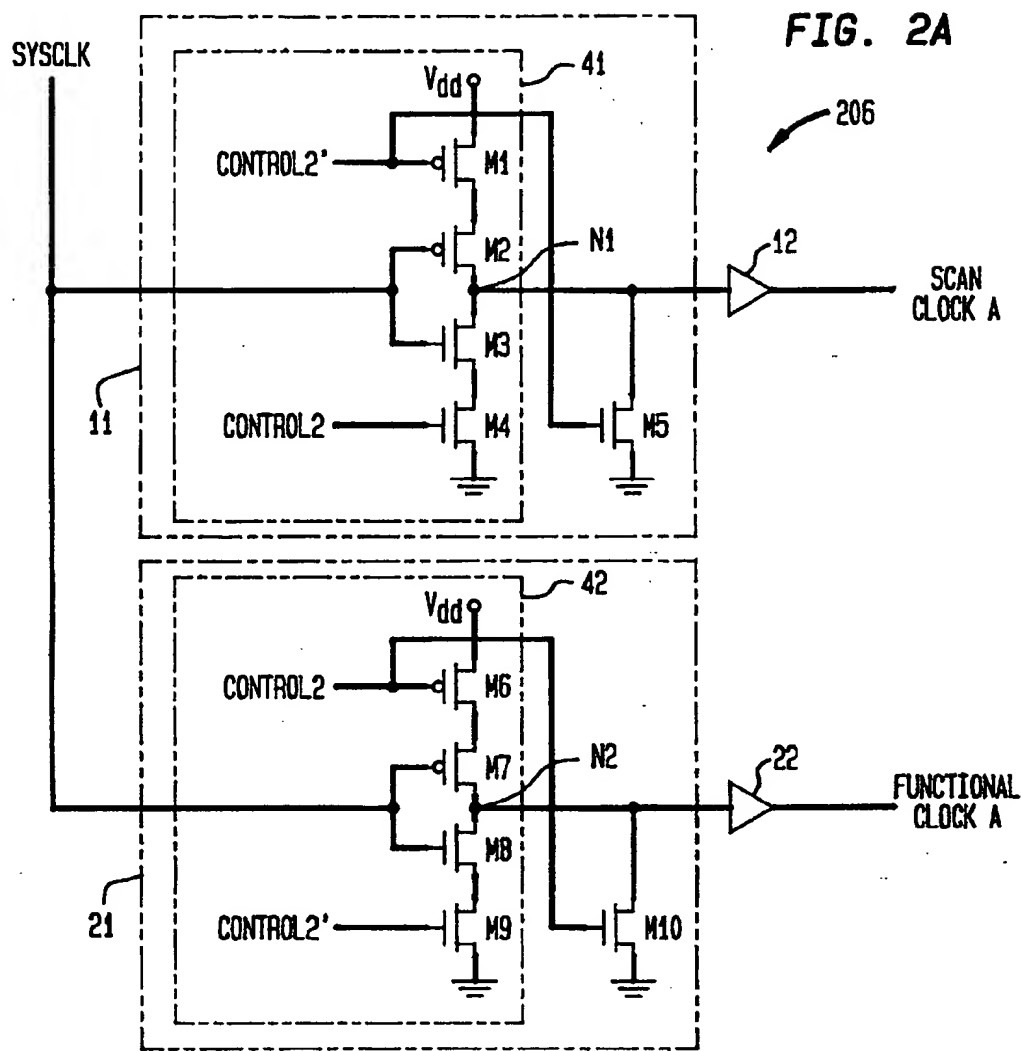 FIG. 2A
SYSCLK
41
Vdd
206
CONTROL2'
M1
M2
N1
12
SCAN
CLOCK A
M3
11
CONTROL2
M4
M5
42
Vdd
CONTROL2
M6
M7
N2
22
FUNCTIONAL
CLOCK A
M8
21
CONTROL2'
M9
M10